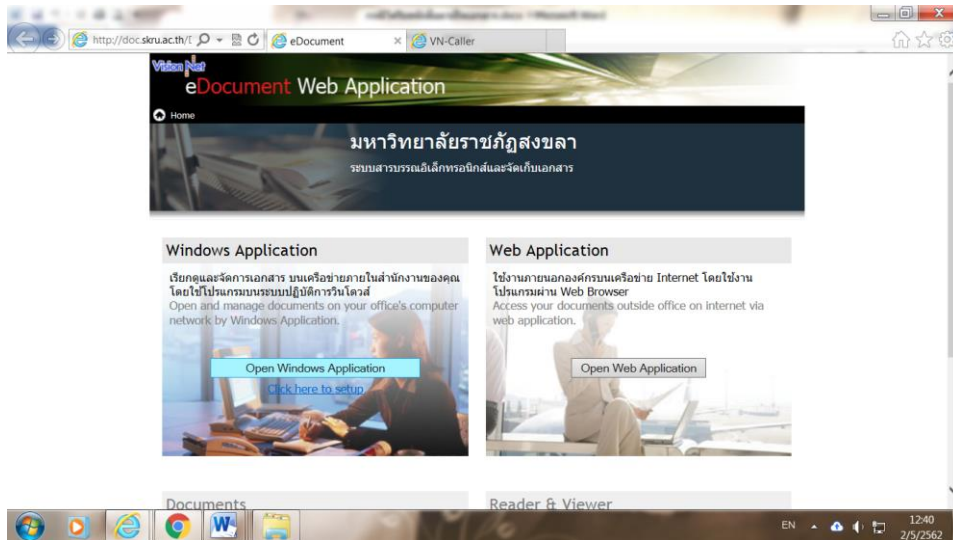 http://doc.skru.ac.th/
eDocument
VN-Caller
Vision Net
eDocument Web Application
Home
มหาวิทยาลัยราชภัฏสงขลา
ระบบสารบรรณอิเล็กทรอนิกส์และจัดเก็บเอกสาร
Windows Application
เรียกดูและจัดการเอกสาร บนเครือข่ายภายในสำนักงานของคุณ
โดยใช้โปรแกรมบนระบบปฏิบัติการวินโดวส์
Open and manage documents on your office's computer
network by Windows Application.
Open Windows Application
Click here to setup
Web Application
ใช้งานภายนอกองค์กรบนเครือข่าย Internet โดยใช้งาน
โปรแกรมผ่าน Web Browser
Access your documents outside office on internet via
web application.
Open Web Application
Documents
Reader & Viewer
EN
12:40
2/5/2562